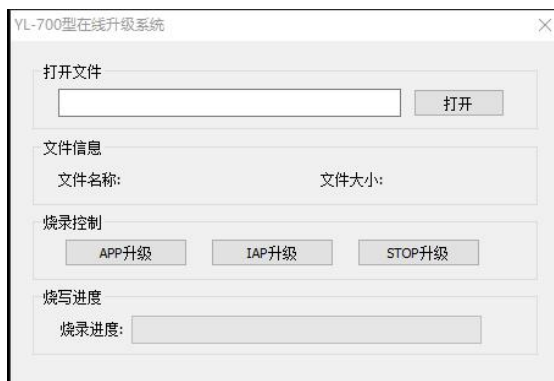 YL-700型在线升级系统
打开文件
打开
文件信息
文件名称: 文件大小:
烧录控制
APP升级 IAP升级 STOP升级
烧写进度
烧录进度: